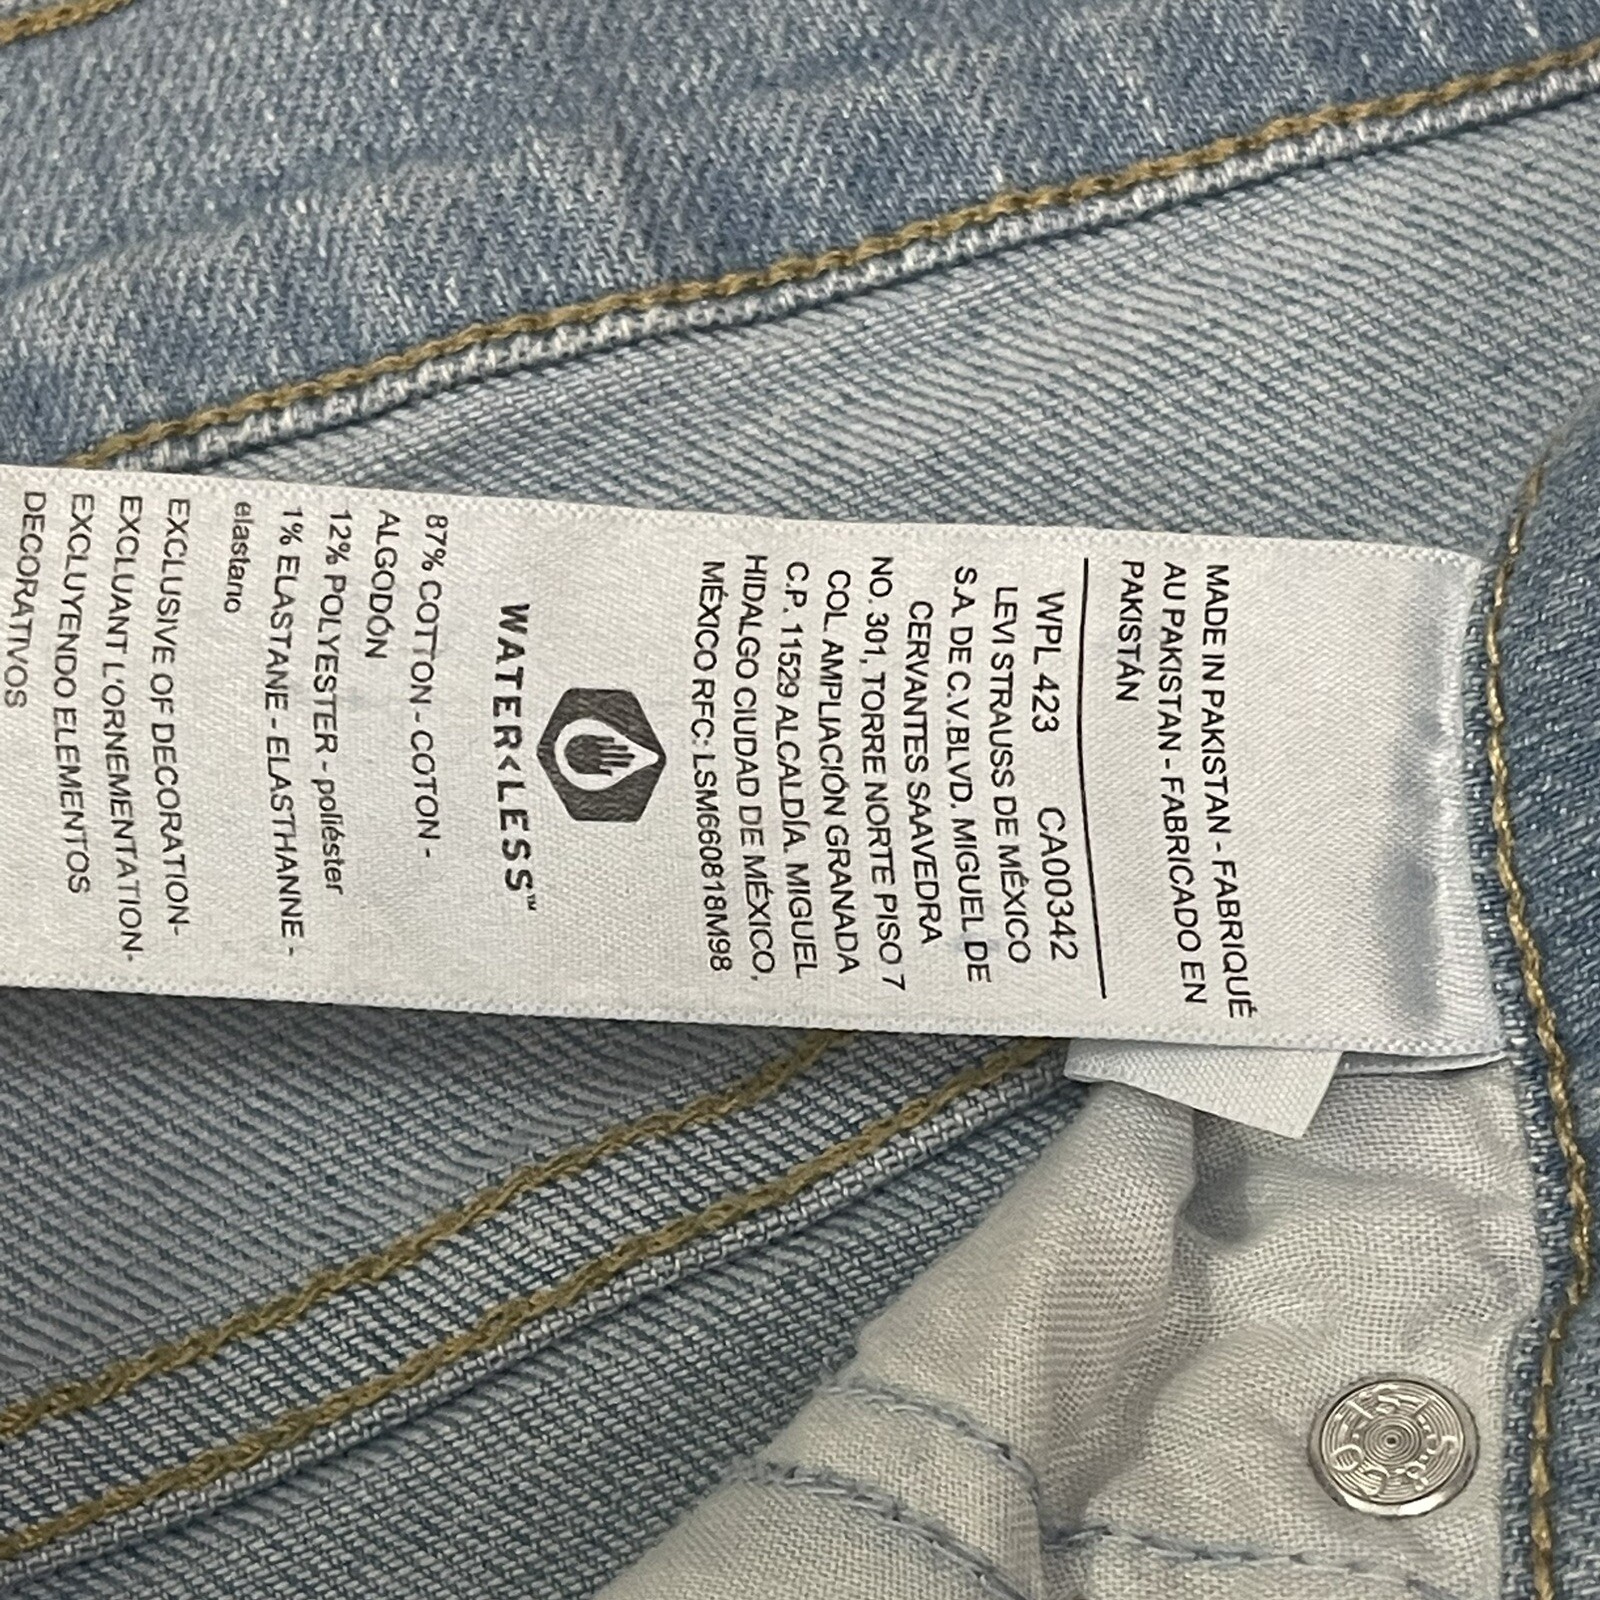 MADE IN PAKISTAN - FABRIQUÉ
AU PAKISTAN - FABRICADO EN
PAKISTÁN
WPL 423 CA00342
LEVI STRAUSS DE MÉXICO
S.A. DE C.V.BLVD. MIGUEL DE
CERVANTES SAAVEDRA
NO. 301, TORRE NORTE PISO 7
COL. AMPLIACIÓN GRANADA
C.P. 11529 ALCALDÍA. MIGUEL
HIDALGO CIUDAD DE MÉXICO,
MÉXICO RFC: LSM660818M98
WATER<LESS™
87% COTTON - COTON -
ALGODÓN
12% POLYESTER - poliéster
1% ELASTANE - ELASTHANNE -
elastano
EXCLUSIVE OF DECORATION-
EXCLUANT L'ORNEMENTATION-
EXCLUYENDO ELEMENTOS
DECORATIVOS